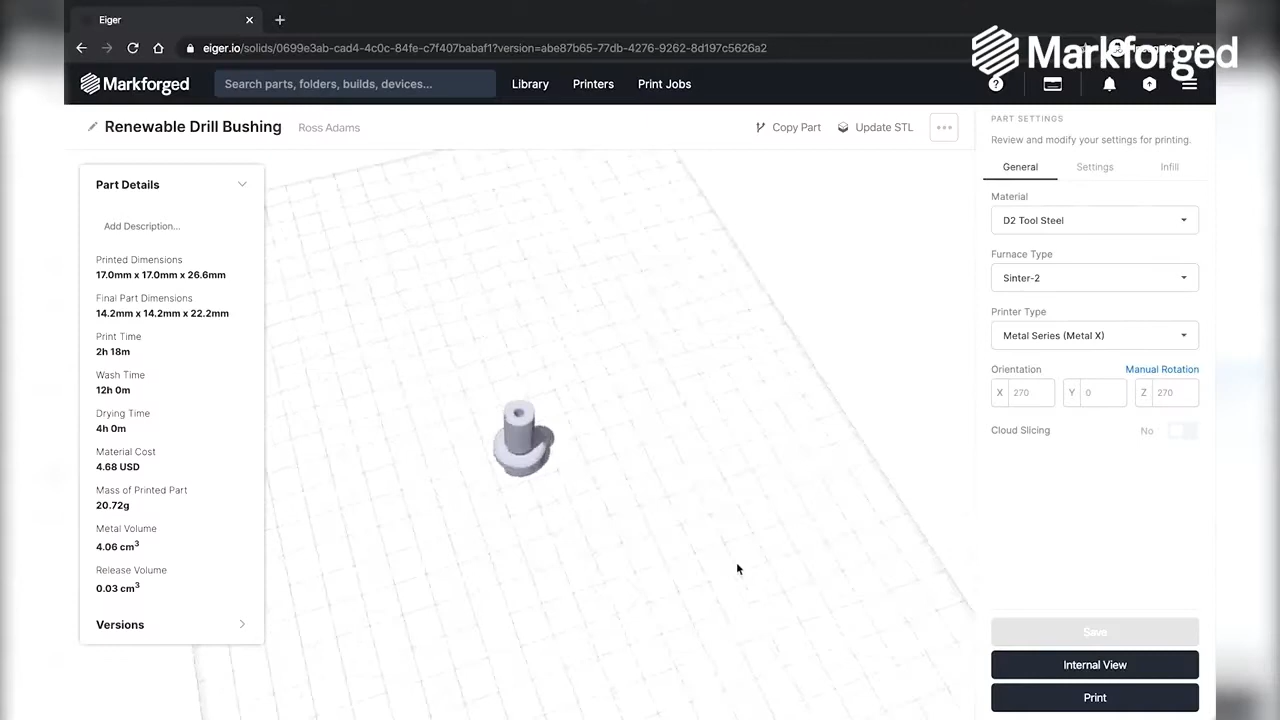 Eiger
eiger.io/solids/
?version=abe87b65-77db-4276-9262-8d197c5626a2
Markforged
Markforged
Search parts, folders, builds, devices...
Library
Printers
Print Jobs
Renewable Drill Bushing
Ross Adams
Copy Part
Update STL
Part Details
Add Description...
Printed Dimensions
17.0mm x 17.0mm x 26.6mm
Final Part Dimensions
14.2mm x 14.2mm x 22.2mm
Print Time
2h 18m
Wash Time
12h 0m
Drying Time
4h 0m
Material Cost
4.68 USD
Mass of Printed Part
20.72g
Metal Volume
4.06 cm³
Release Volume
0.03 cm³
Versions
PART SETTINGS
Review and modify your settings for printing.
General
Settings
Infill
Material
D2 Tool Steel
Furnace Type
Sinter-2
Printer Type
Metal Series (Metal X)
Orientation
Manual Rotation
X 270
Y 0
Z 270
Cloud Slicing
No
Save
Internal View
Print